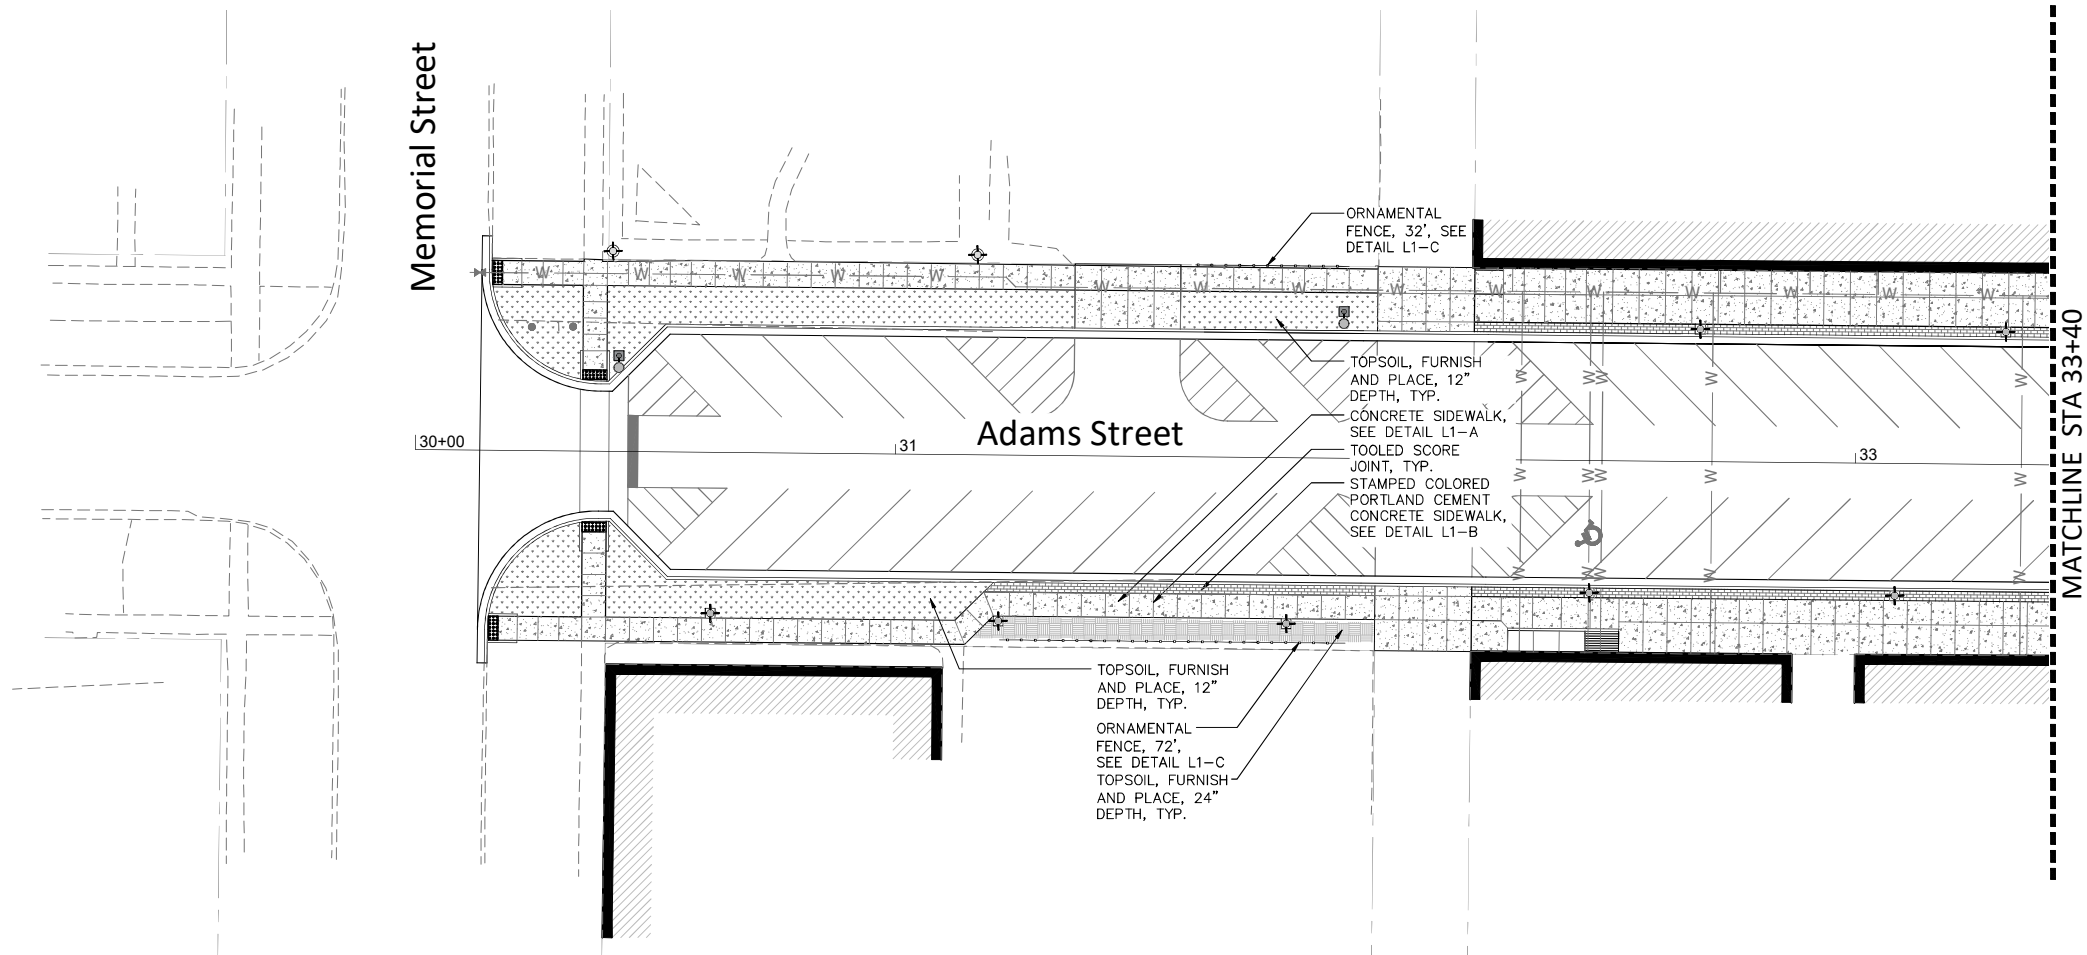 Memorial Street
ORNAMENTAL
FENCE, 32', SEE
DETAIL L1-C
W W W W W W W W W W W W W W W
TOPSOIL, FURNISH
AND PLACE, 12"
DEPTH, TYP.
CONCRETE SIDEWALK,
SEE DETAIL L1-A
TOOLED SCORE
JOINT, TYP.
STAMPED COLORED
PORTLAND CEMENT
CONCRETE SIDEWALK,
SEE DETAIL L1-B
W W W W W
Adams Street
30+00
31
33
W W W W W
W W W W W
MATCHLINE STA 33+40
TOPSOIL, FURNISH
AND PLACE, 12"
DEPTH, TYP.
ORNAMENTAL
FENCE, 72',
SEE DETAIL L1-C
TOPSOIL, FURNISH
AND PLACE, 24"
DEPTH, TYP.